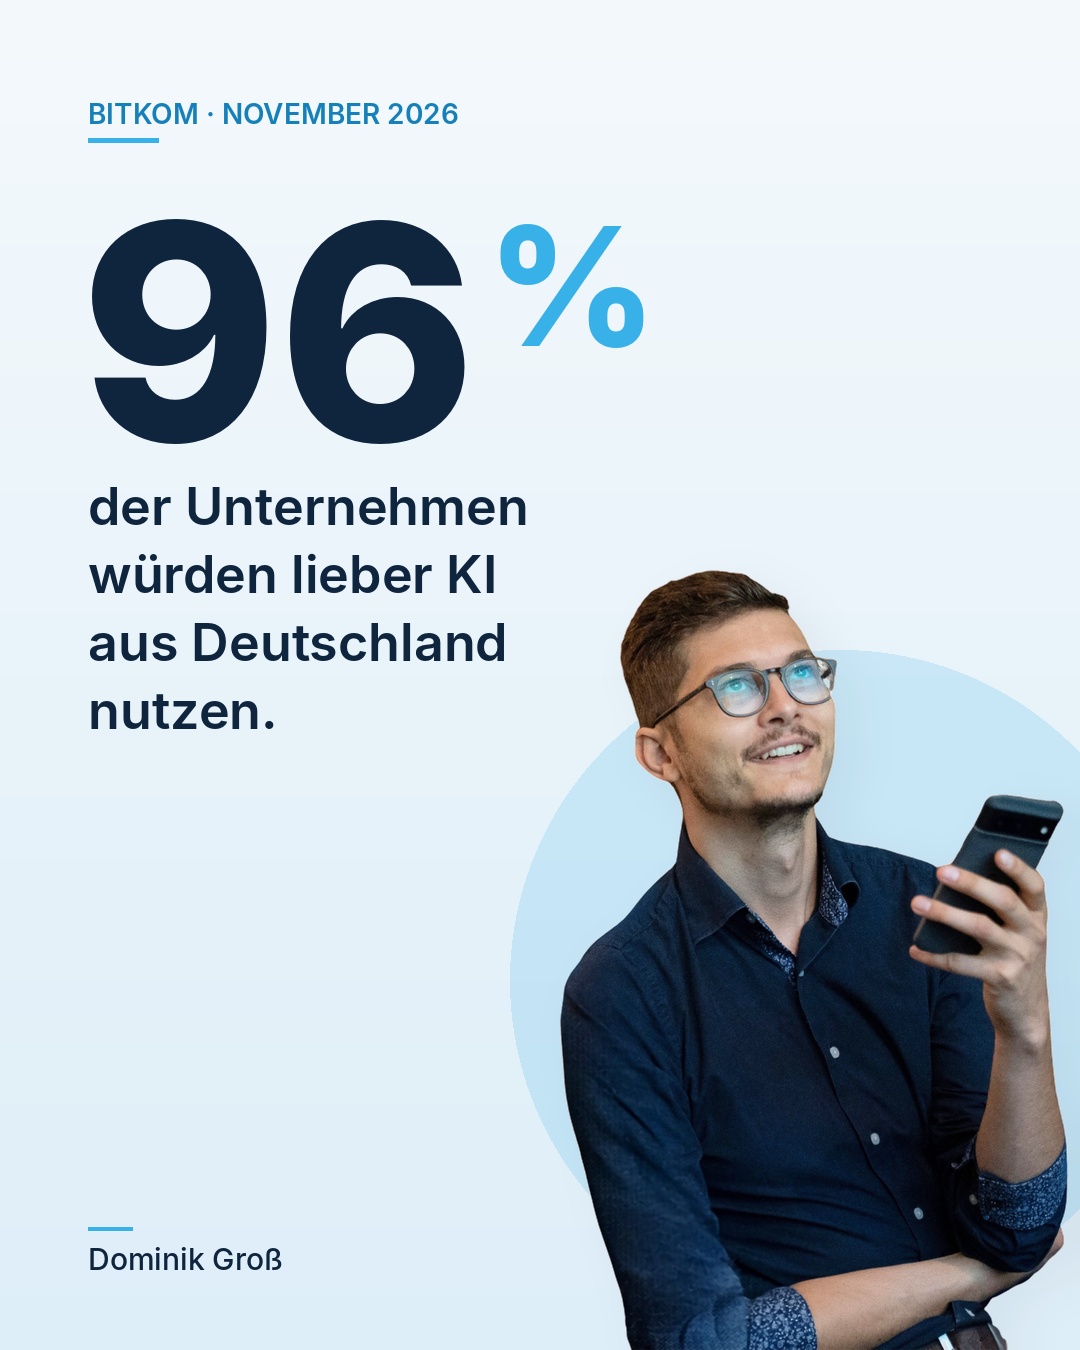 BITKOM · NOVEMBER 2026
96%
der Unternehmen
würden lieber KI
aus Deutschland
nutzen.
Dominik Groß